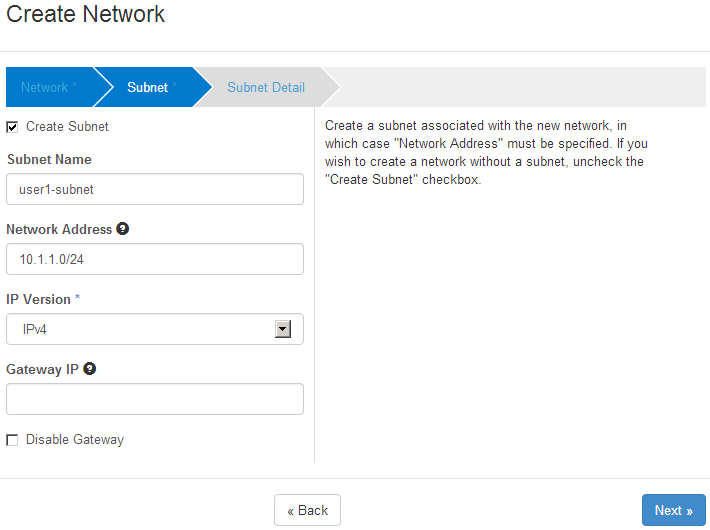 Create Network
Network * Subnet * Subnet Detail
Create Subnet
Subnet Name
user1-subnet
Network Address ?
10.1.1.0/24
IP Version *
IPv4
Gateway IP ?
Disable Gateway
Create a subnet associated with the new network, in
which case "Network Address" must be specified. If you
wish to create a network without a subnet, uncheck the
"Create Subnet" checkbox.
« Back
Next »